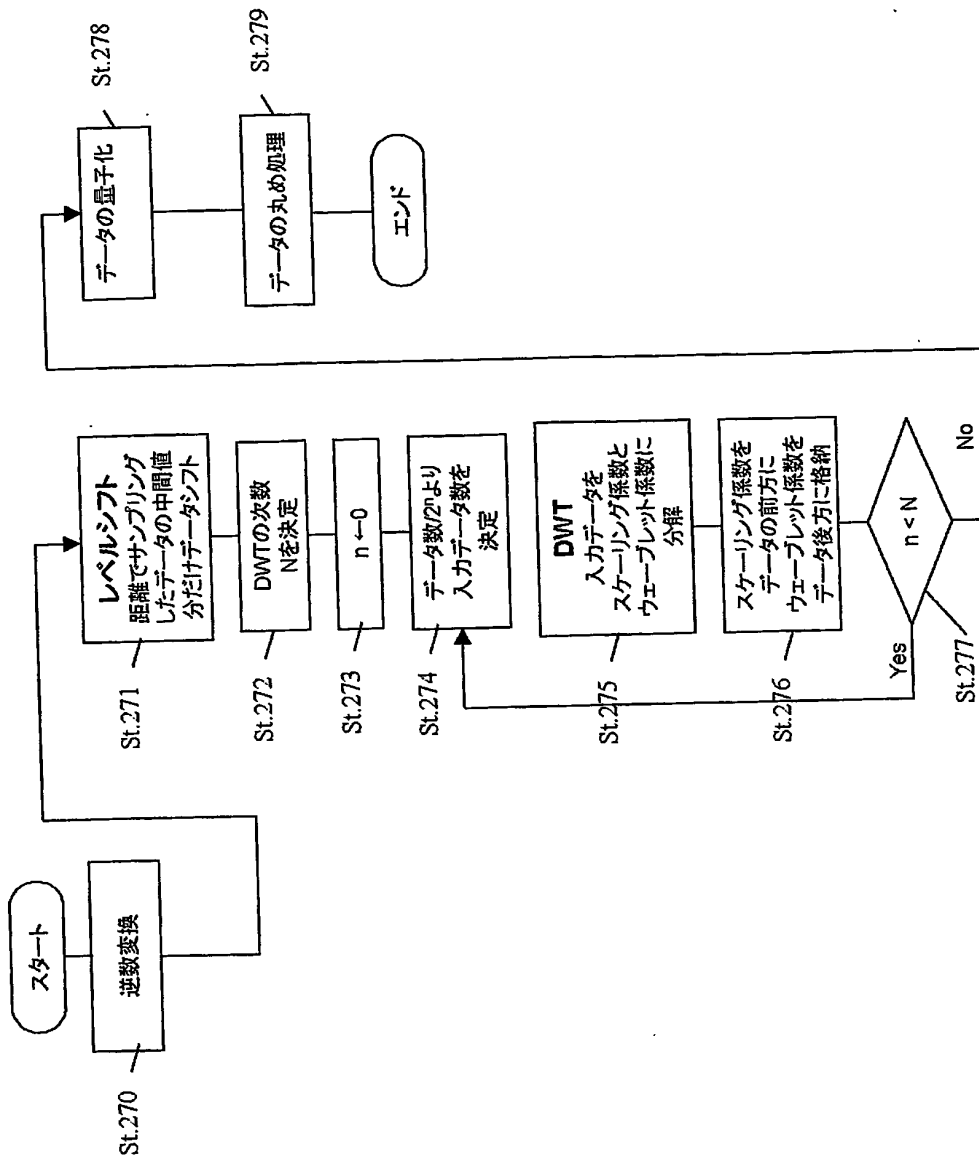 スタート
逆数変換
St.270
レベルシフト
距離でサンプリング
したデータの中間値
分だけデータシフト
St.271
DWTの次数
Nを決定
St.272
n ←0
St.273
データ数/2ⁿより
入力データ数を
決定
St.274
DWT
入力データを
スケーリング係数と
ウェーブレット係数に
分解
St.275
スケーリング係数を
データの前方に
ウェーブレット係数を
データ後方に格納
St.276
n < N
Yes
No
St.277
データの量子化
St.278
データの丸め処理
St.279
エンド